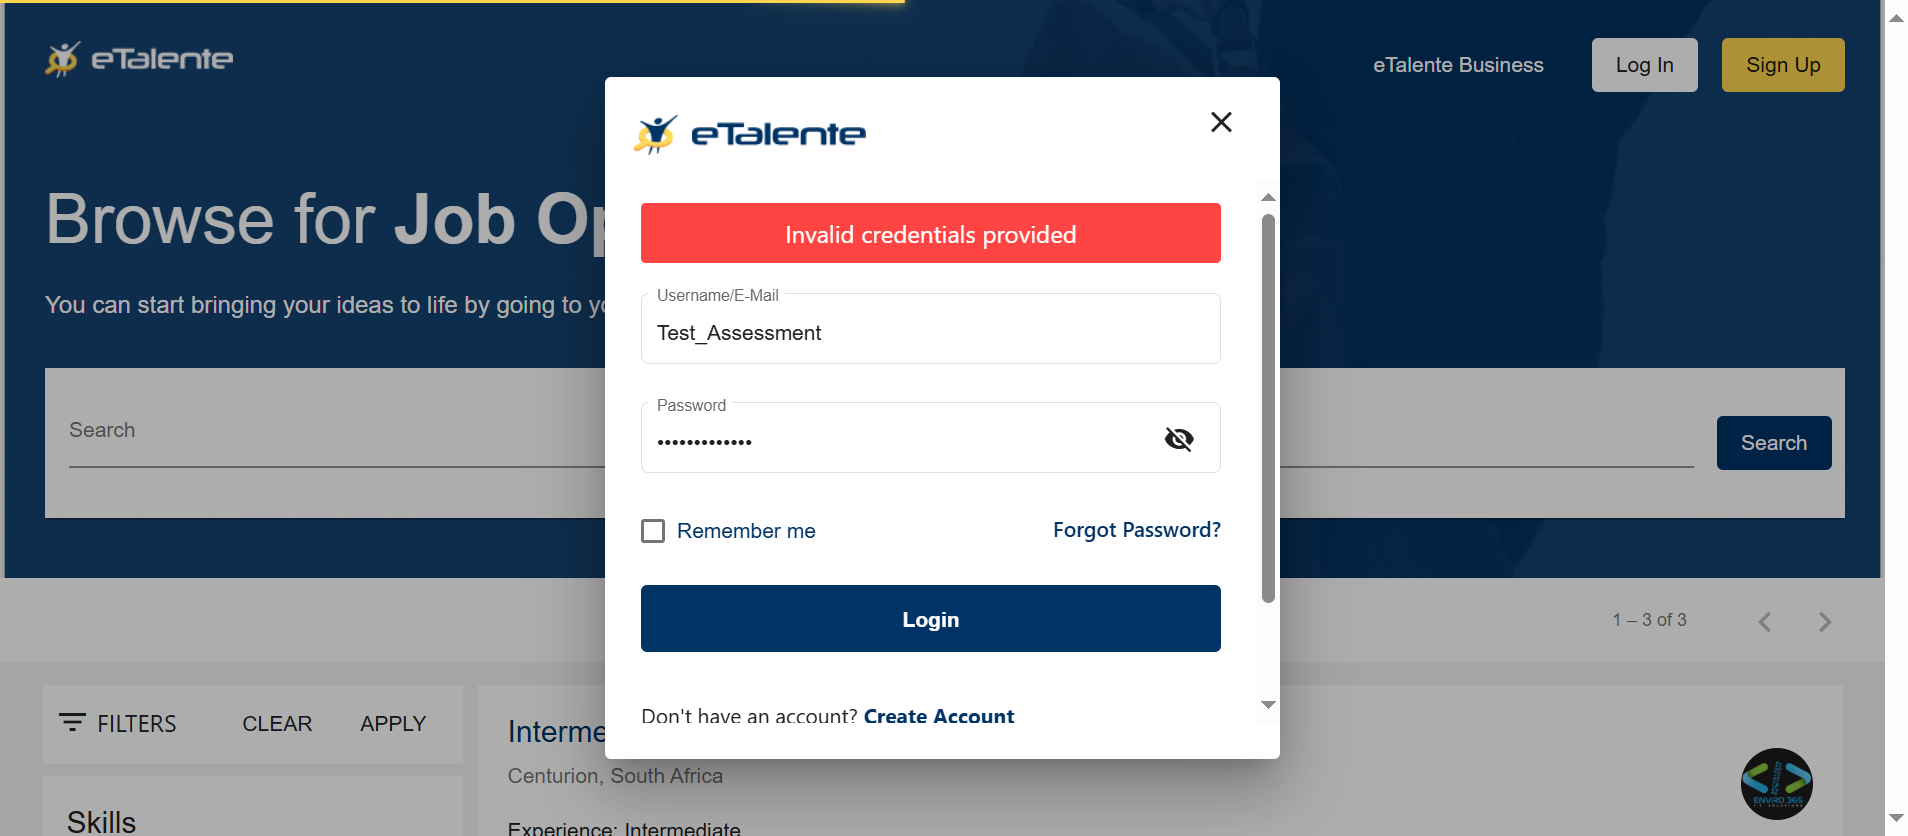 eTalente
eTalente Business
Log In
Sign Up
eTalente
Browse for Job Op
Invalid credentials provided
You can start bringing your ideas to life by going to yo
Username/E-Mail
Test_Assessment
Password
•••••••••••••
Search
Search
Remember me
Forgot Password?
Login
1 – 3 of 3
Don't have an account? Create Account
FILTERS
CLEAR
APPLY
Interme
Centurion, South Africa
Experience: Intermediate
Skills
ENVIRO 365
I.T. SOLUTIONS